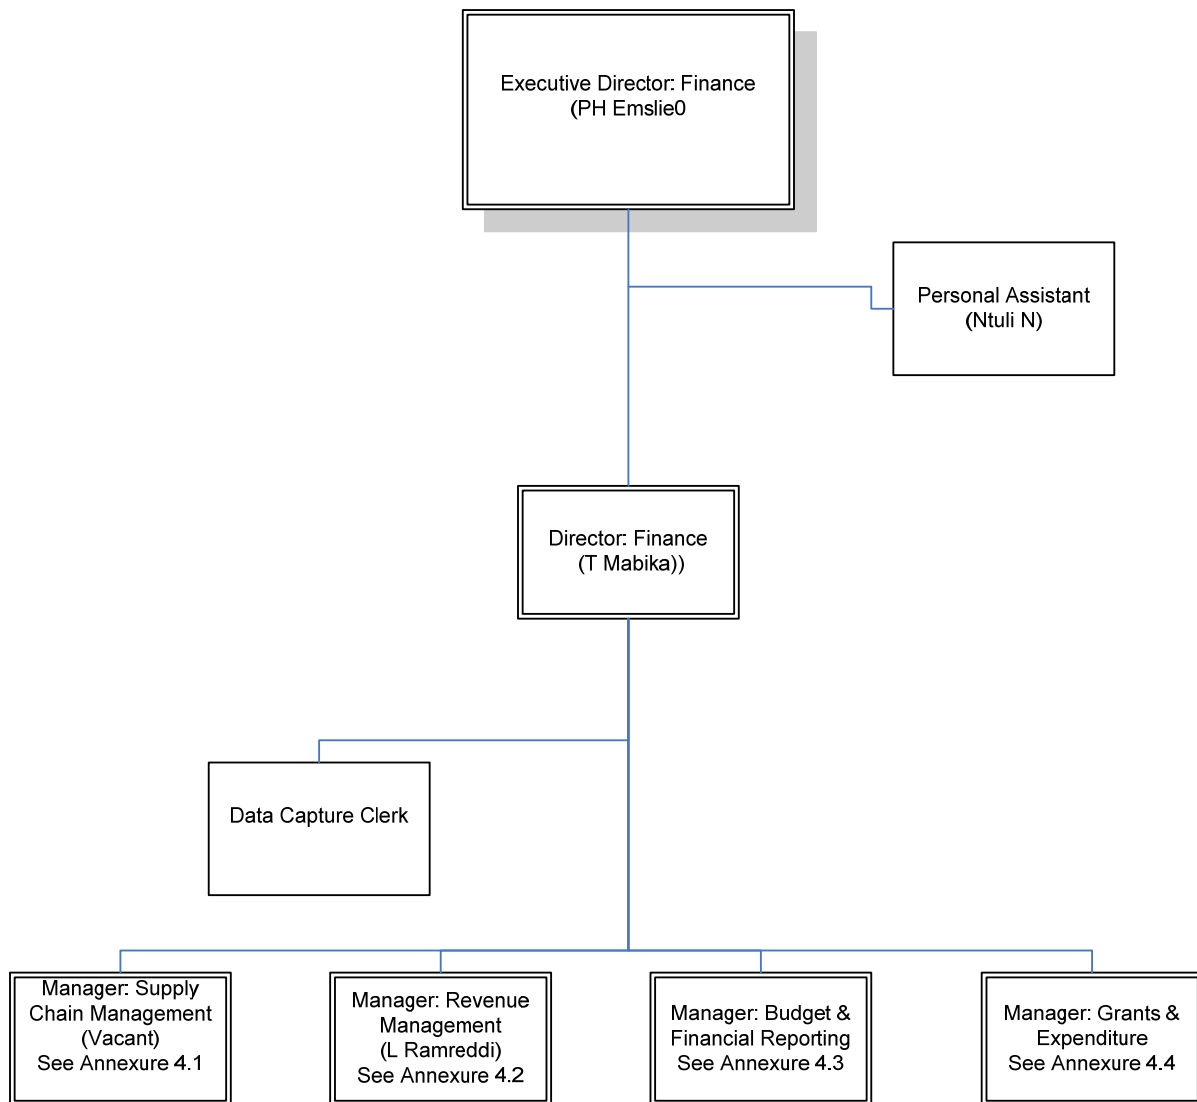 Executive Director: Finance
(PH Emslie0
Personal Assistant
(Ntuli N)
Director: Finance
(T Mabika))
Data Capture Clerk
Manager: Supply
Chain Management
(Vacant)
See Annexure 4.1
Manager: Revenue
Management
(L Ramreddi)
See Annexure 4.2
Manager: Budget &
Financial Reporting
See Annexure 4.3
Manager: Grants &
Expenditure
See Annexure 4.4